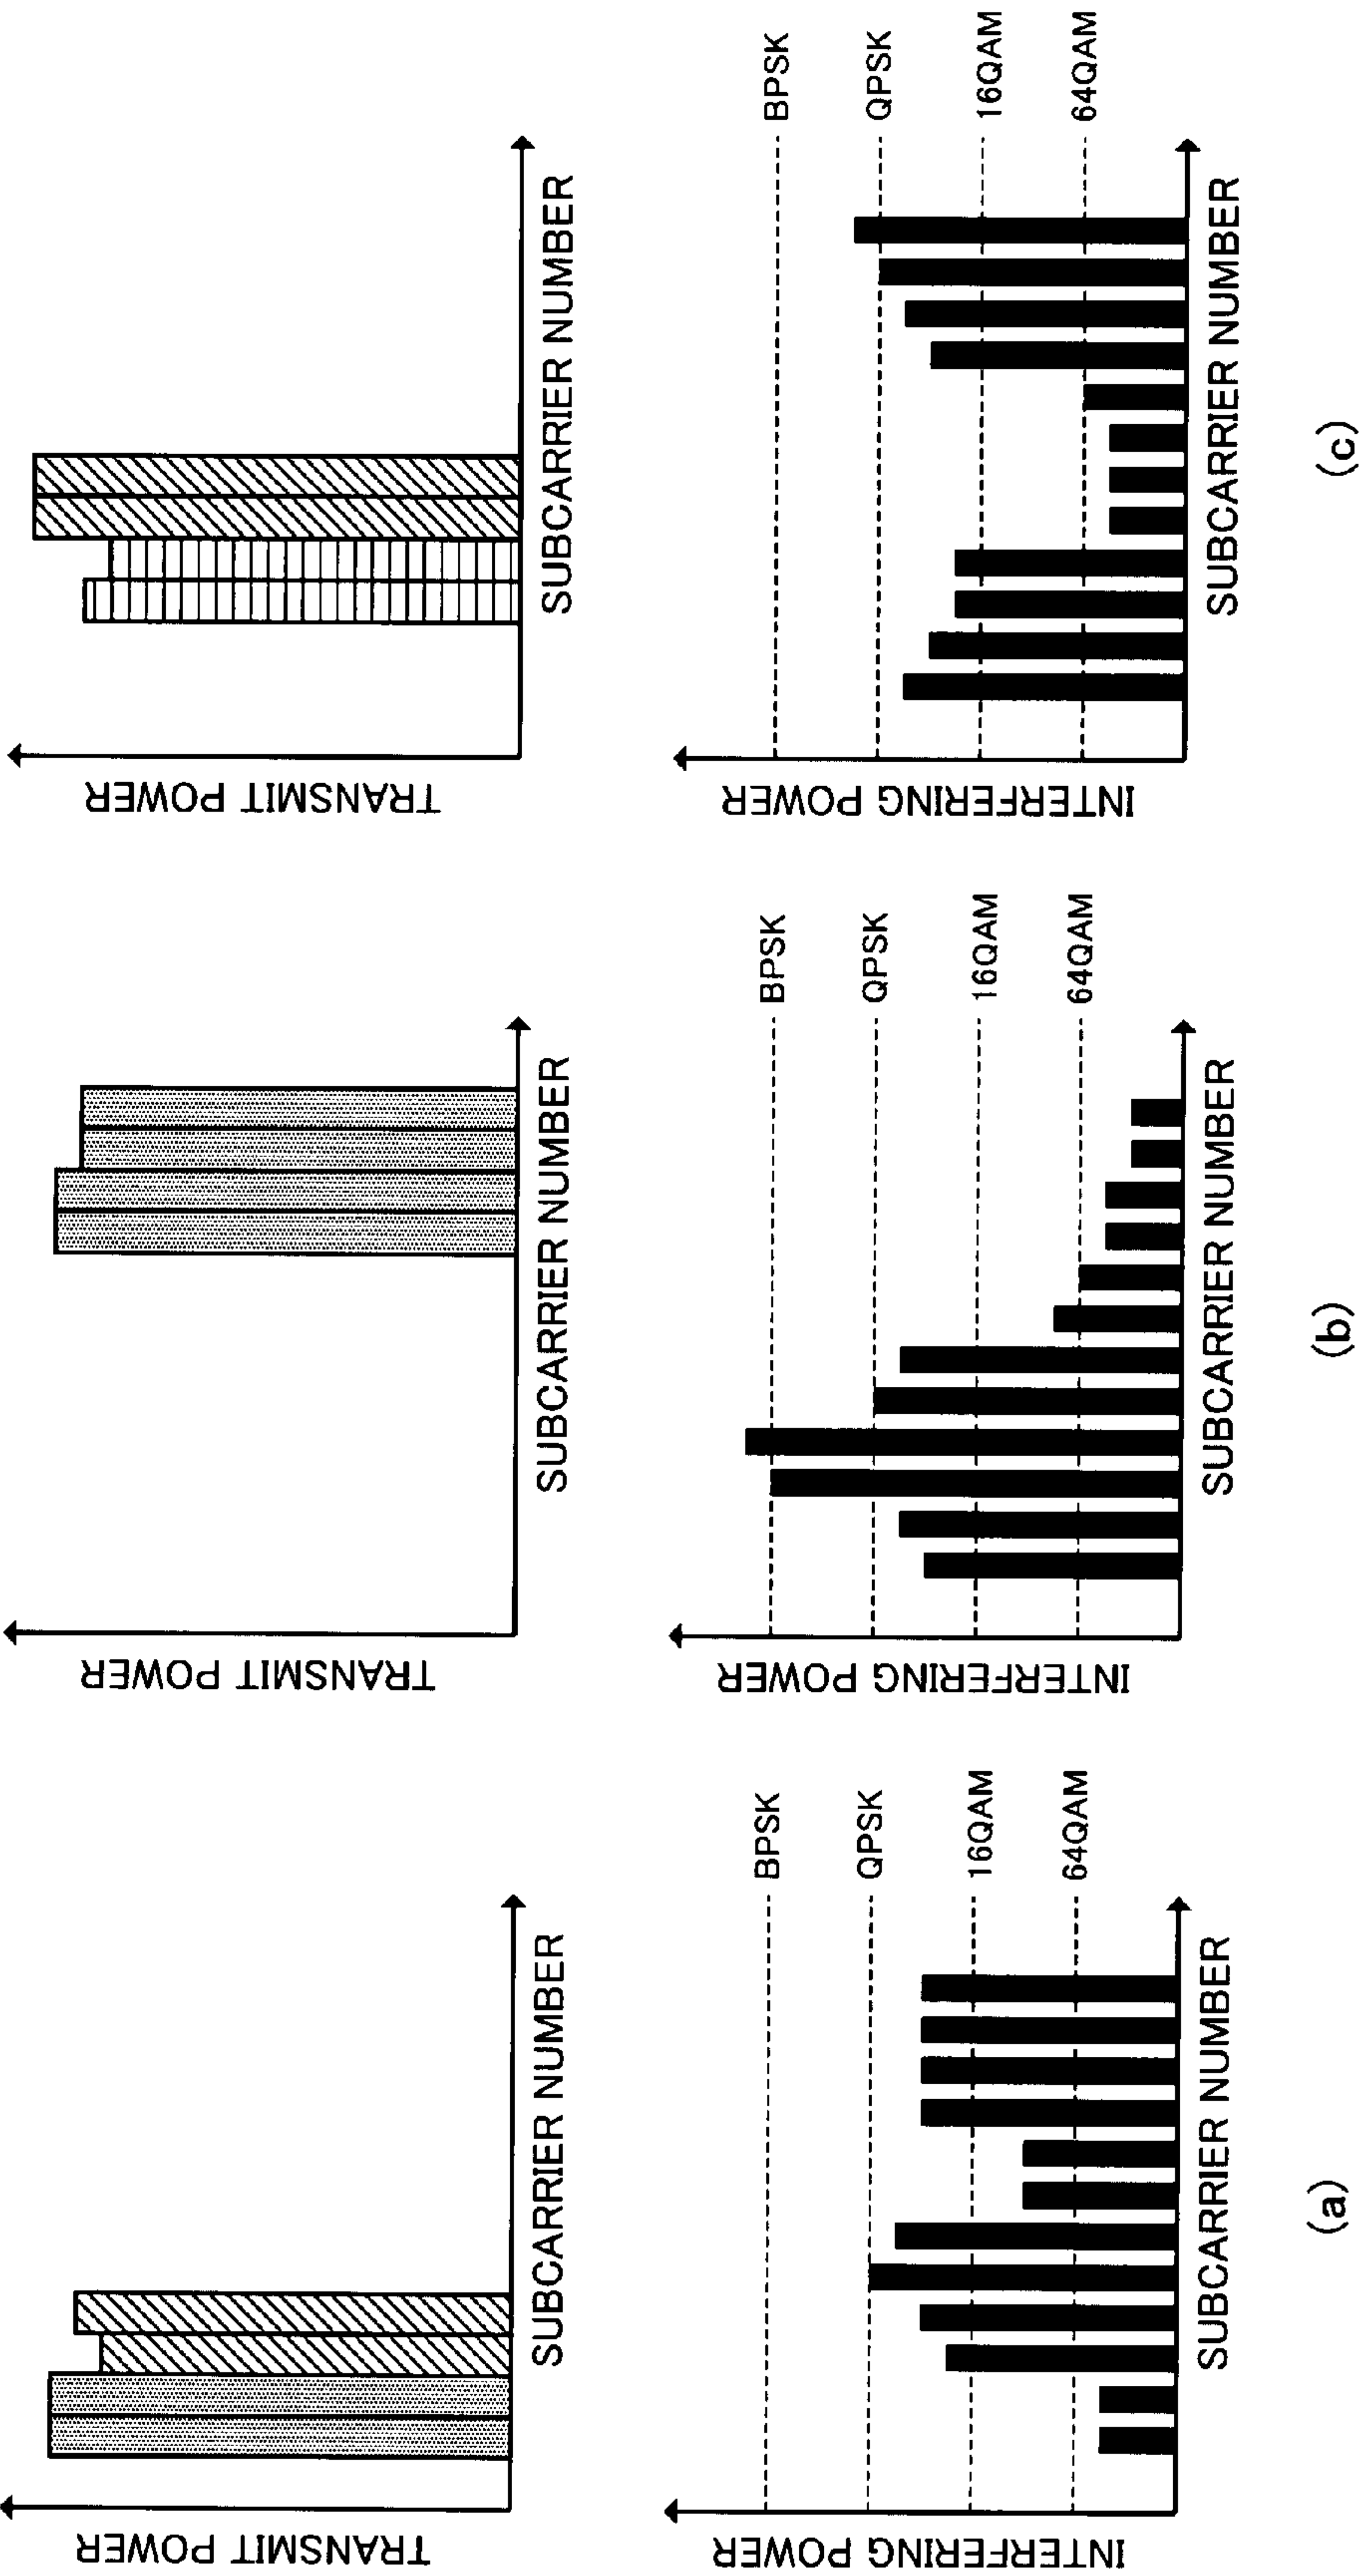 TRANSMIT POWER
SUBCARRIER NUMBER
INTERFERING POWER
BPSK
QPSK
16QAM
64QAM
SUBCARRIER NUMBER
(a)
TRANSMIT POWER
SUBCARRIER NUMBER
INTERFERING POWER
BPSK
QPSK
16QAM
64QAM
SUBCARRIER NUMBER
(b)
TRANSMIT POWER
SUBCARRIER NUMBER
INTERFERING POWER
BPSK
QPSK
16QAM
64QAM
SUBCARRIER NUMBER
(c)